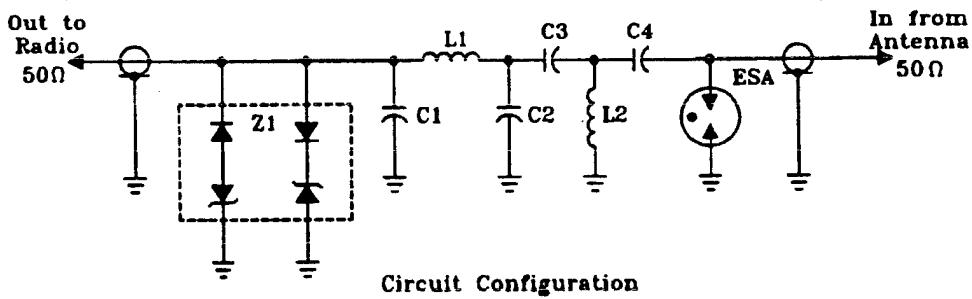 Out to
Radio
50Ω
In from
Antenna
50Ω
L1
C3
C4
ESA
Z1
C1
C2
L2
Circuit Configuration